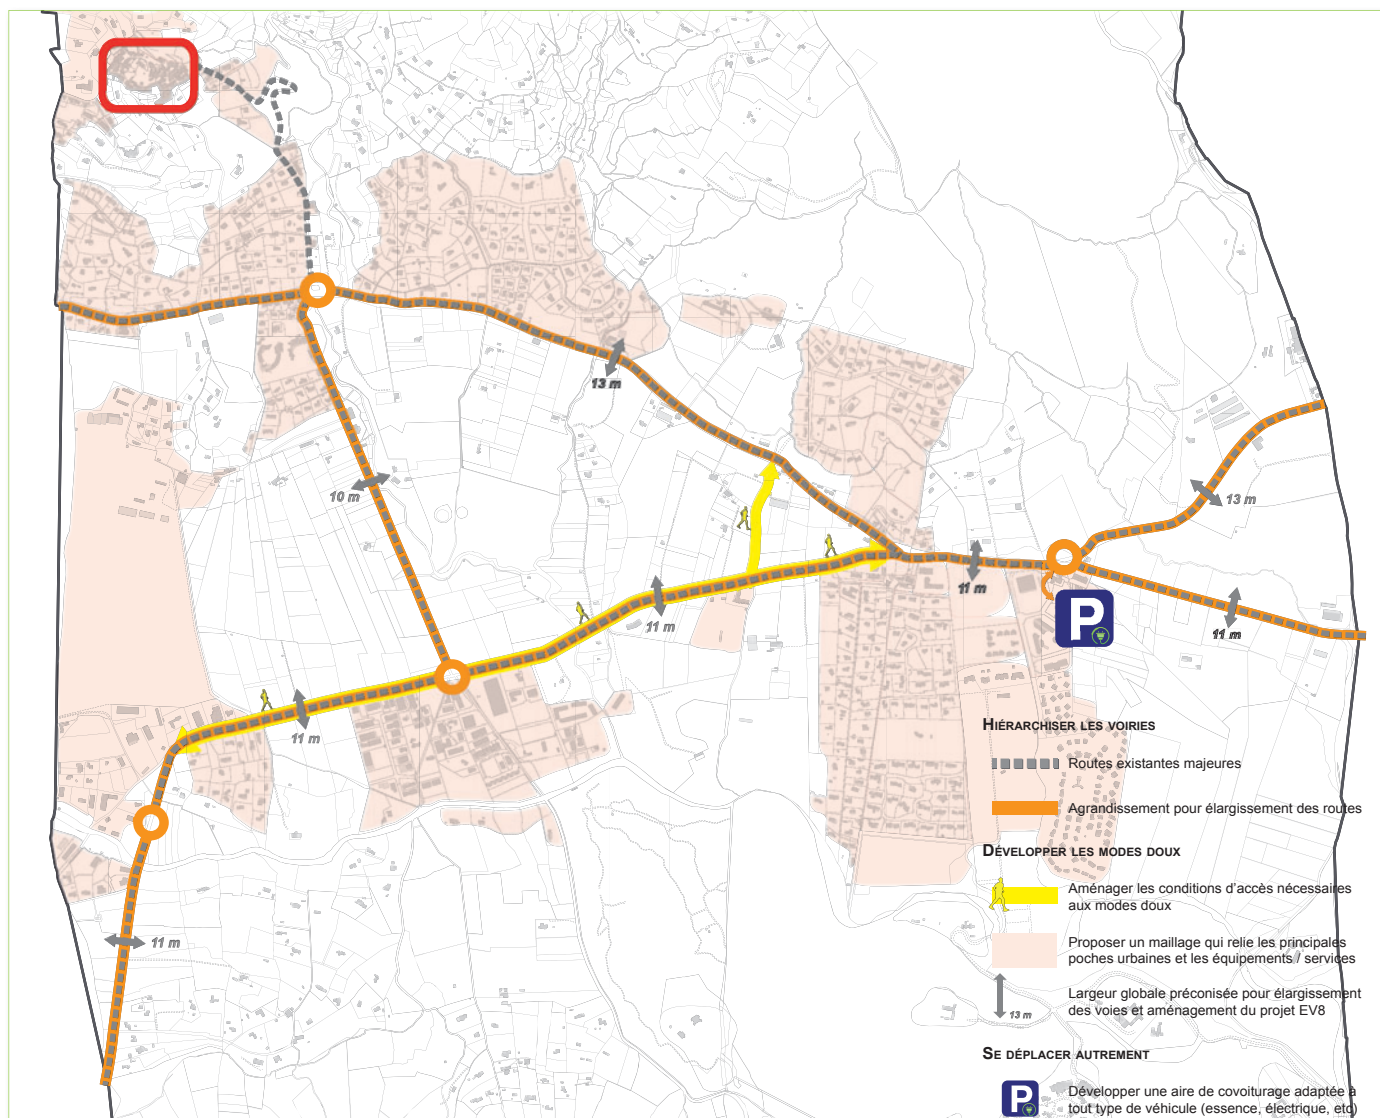 13 m
10 m
13 m
11 m
11 m
11 m
11 m
11 m
P
HIÉRARCHISER LES VOIRIES
Routes existantes majeures
Agrandissement pour élargissement des routes
DÉVELOPPER LES MODES DOUX
Aménager les conditions d'accès nécessaires
aux modes doux
Proposer un maillage qui relie les principales
poches urbaines et les équipements / services
Largeur globale préconisée pour élargissement
des voies et aménagement du projet EV8
13 m
SE DÉPLACER AUTREMENT
P
Développer une aire de covoiturage adaptée à
tout type de véhicule (essence, électrique, etc)